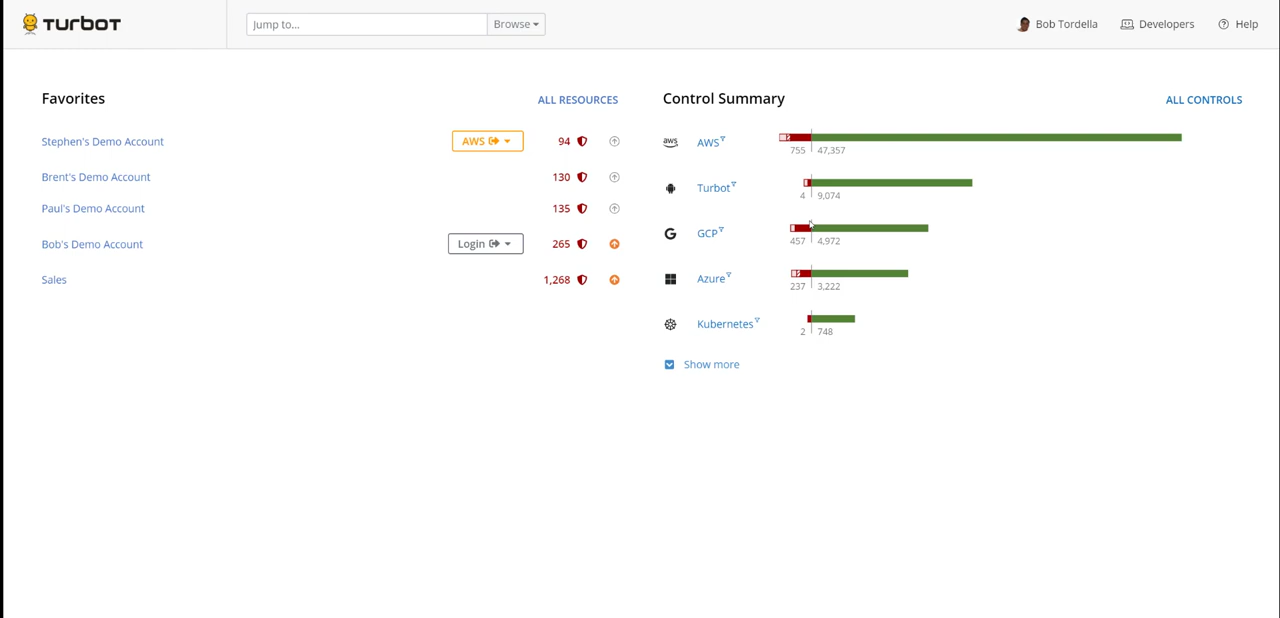 TURBOT
Jump to...
Browse
Bob Tordella
Developers
Help
Favorites
ALL RESOURCES
Stephen's Demo Account
AWS
94
Brent's Demo Account
130
Paul's Demo Account
135
Bob's Demo Account
Login
265
Sales
1,268
Control Summary
ALL CONTROLS
aws
AWS
755 47,357
Turbot
4 9,074
G
GCP
457 4,972
Azure
237 3,222
Kubernetes
2 748
Show more